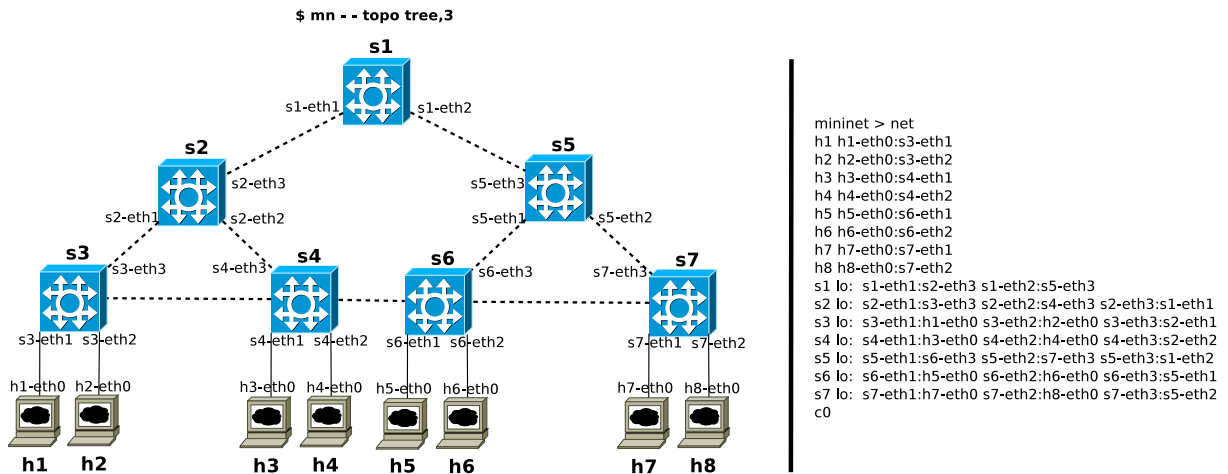 $ mn - - topo tree,3
s1
s1-eth1 s1-eth2
s2 s5
s2-eth3 s5-eth3
s2-eth1 s2-eth2 s5-eth1 s5-eth2
s3 s4 s6 s7
s3-eth3 s4-eth3 s6-eth3 s7-eth3
s3-eth1 s3-eth2 s4-eth1 s4-eth2 s6-eth1 s6-eth2 s7-eth1 s7-eth2
h1-eth0 h2-eth0 h3-eth0 h4-eth0 h5-eth0 h6-eth0 h7-eth0 h8-eth0
h1 h2 h3 h4 h5 h6 h7 h8
mininet > net
h1 h1-eth0:s3-eth1
h2 h2-eth0:s3-eth2
h3 h3-eth0:s4-eth1
h4 h4-eth0:s4-eth2
h5 h5-eth0:s6-eth1
h6 h6-eth0:s6-eth2
h7 h7-eth0:s7-eth1
h8 h8-eth0:s7-eth2
s1 lo:  s1-eth1:s2-eth3 s1-eth2:s5-eth3
s2 lo:  s2-eth1:s3-eth3 s2-eth2:s4-eth3 s2-eth3:s1-eth1
s3 lo:  s3-eth1:h1-eth0 s3-eth2:h2-eth0 s3-eth3:s2-eth1
s4 lo:  s4-eth1:h3-eth0 s4-eth2:h4-eth0 s4-eth3:s2-eth2
s5 lo:  s5-eth1:s6-eth3 s5-eth2:s7-eth3 s5-eth3:s1-eth2
s6 lo:  s6-eth1:h5-eth0 s6-eth2:h6-eth0 s6-eth3:s5-eth1
s7 lo:  s7-eth1:h7-eth0 s7-eth2:h8-eth0 s7-eth3:s5-eth2
c0